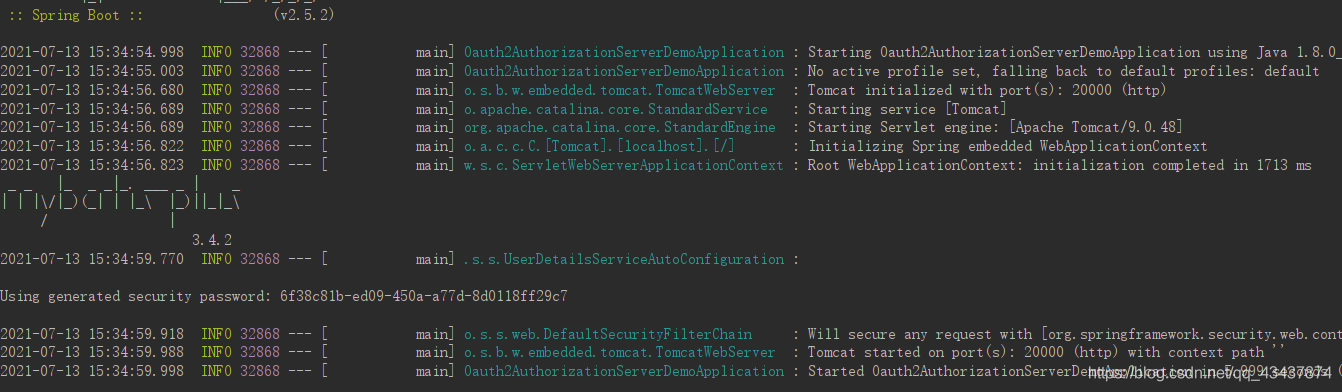 :: Spring Boot ::                (v2.5.2)
2021-07-13 15:34:54.998  INFO 32868 --- [           main] Oauth2AuthorizationServerDemoApplication : Starting Oauth2AuthorizationServerDemoApplication using Java 1.8.0_
2021-07-13 15:34:55.003  INFO 32868 --- [           main] Oauth2AuthorizationServerDemoApplication : No active profile set, falling back to default profiles: default
2021-07-13 15:34:56.680  INFO 32868 --- [           main] o.s.b.w.embedded.tomcat.TomcatWebServer  : Tomcat initialized with port(s): 20000 (http)
2021-07-13 15:34:56.689  INFO 32868 --- [           main] o.apache.catalina.core.StandardService   : Starting service [Tomcat]
2021-07-13 15:34:56.689  INFO 32868 --- [           main] org.apache.catalina.core.StandardEngine  : Starting Servlet engine: [Apache Tomcat/9.0.48]
2021-07-13 15:34:56.822  INFO 32868 --- [           main] o.a.c.c.C.[Tomcat].[localhost].[/]       : Initializing Spring embedded WebApplicationContext
2021-07-13 15:34:56.823  INFO 32868 --- [           main] w.s.c.ServletWebServerApplicationContext : Root WebApplicationContext: initialization completed in 1713 ms
3.4.2
2021-07-13 15:34:59.770  INFO 32868 --- [           main] .s.s.UserDetailsServiceAutoConfiguration :
Using generated security password: 6f38c81b-ed09-450a-a77d-8d0118ff29c7
2021-07-13 15:34:59.918  INFO 32868 --- [           main] o.s.s.web.DefaultSecurityFilterChain     : Will secure any request with [org.springframework.security.web.cont
2021-07-13 15:34:59.988  INFO 32868 --- [           main] o.s.b.w.embedded.tomcat.TomcatWebServer  : Tomcat started on port(s): 20000 (http) with context path ''
2021-07-13 15:34:59.998  INFO 32868 --- [           main] Oauth2AuthorizationServerDemoApplication : Started Oauth2AuthorizationServerDemoApplication in
https://blog.csdn.net/qq_43437874